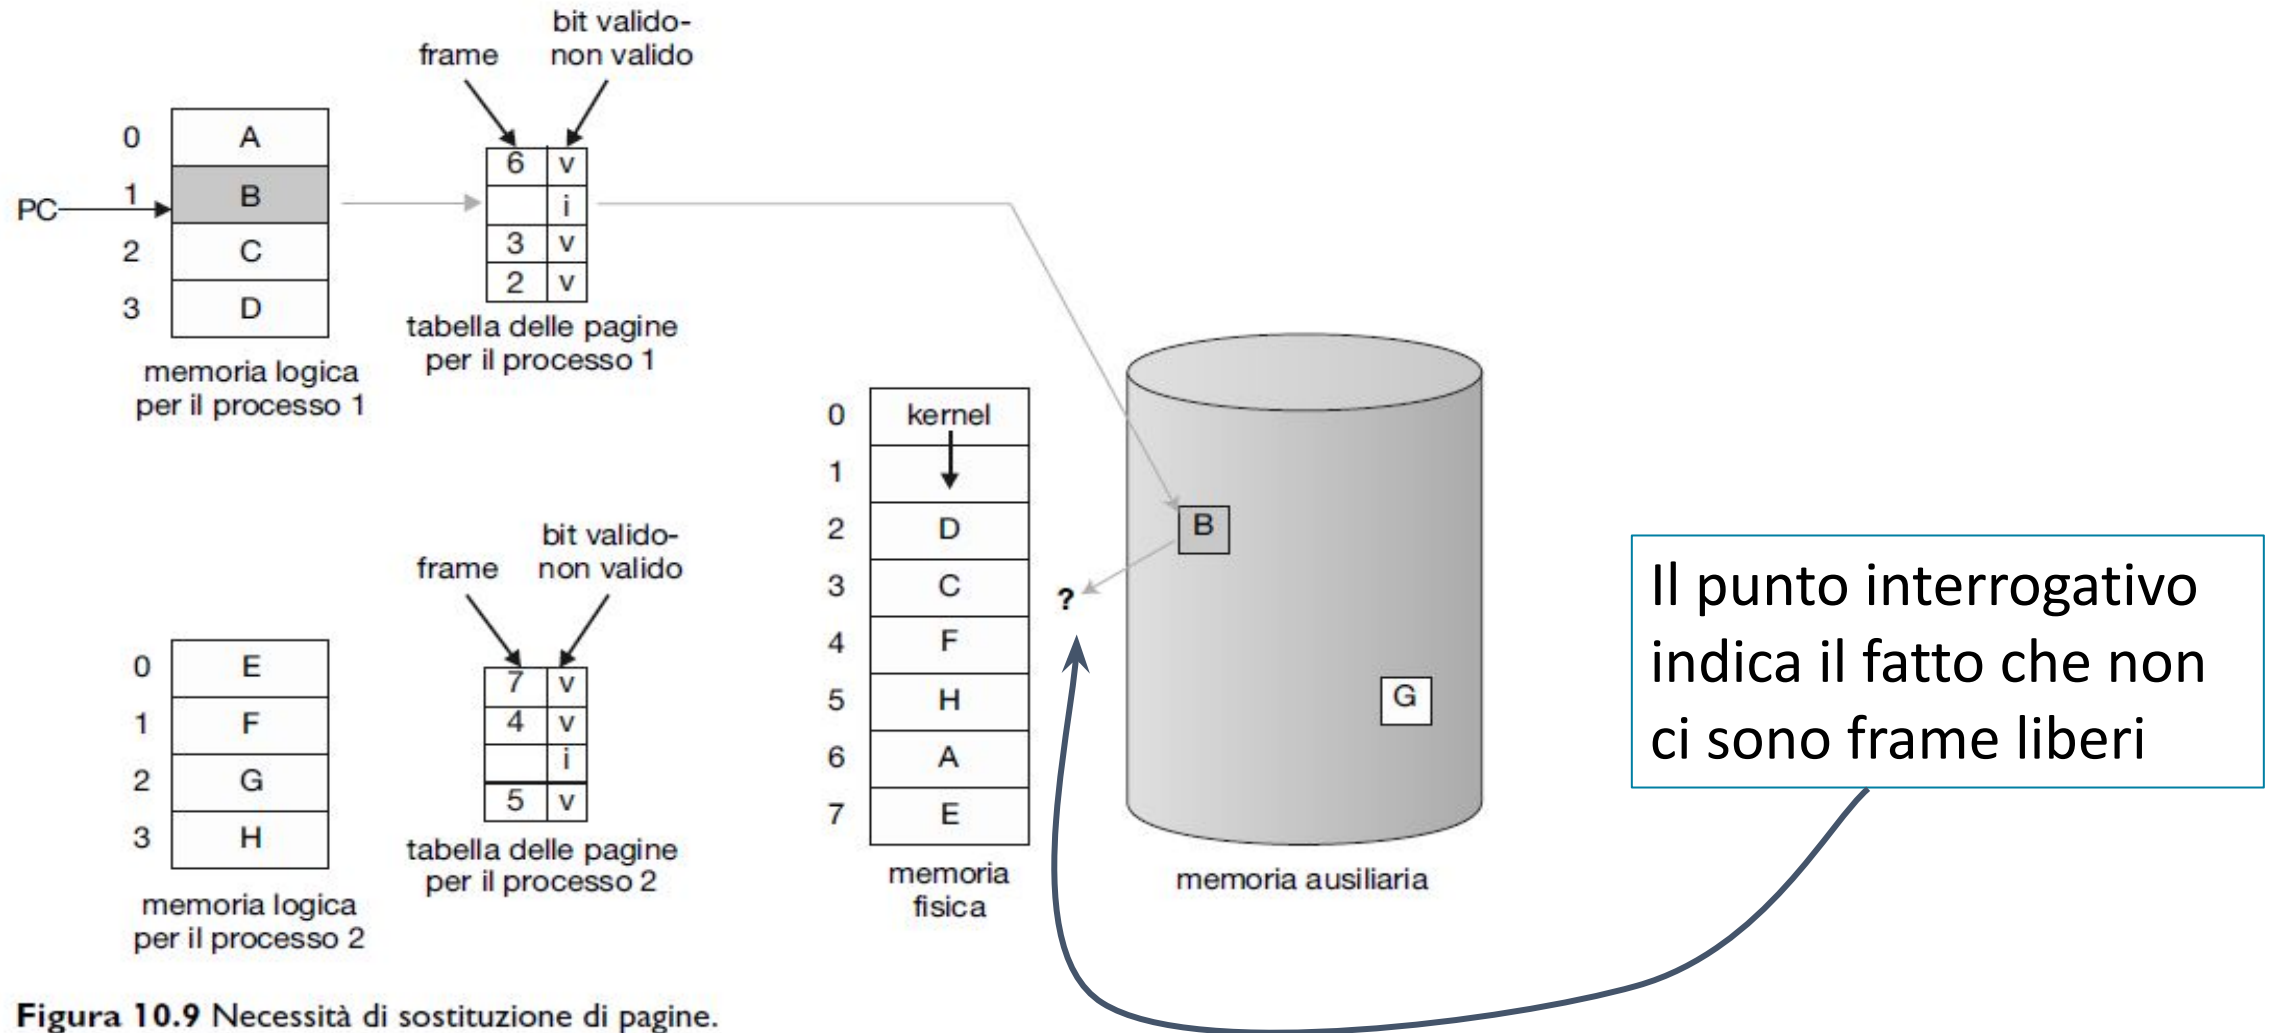 bit valido-
non valido
frame
0 A
PC 1 B
2 C
3 D
6 v
i
3 v
2 v
tabella delle pagine
per il processo 1
memoria logica
per il processo 1
bit valido-
non valido
frame
0 E
1 F
2 G
3 H
7 v
4 v
i
5 v
tabella delle pagine
per il processo 2
memoria logica
per il processo 2
0 kernel
1
2 D
3 C
4 F
5 H
6 A
7 E
memoria
fisica
?
B
G
memoria ausiliaria
Il punto interrogativo
indica il fatto che non
ci sono frame liberi
Figura 10.9 Necessità di sostituzione di pagine.